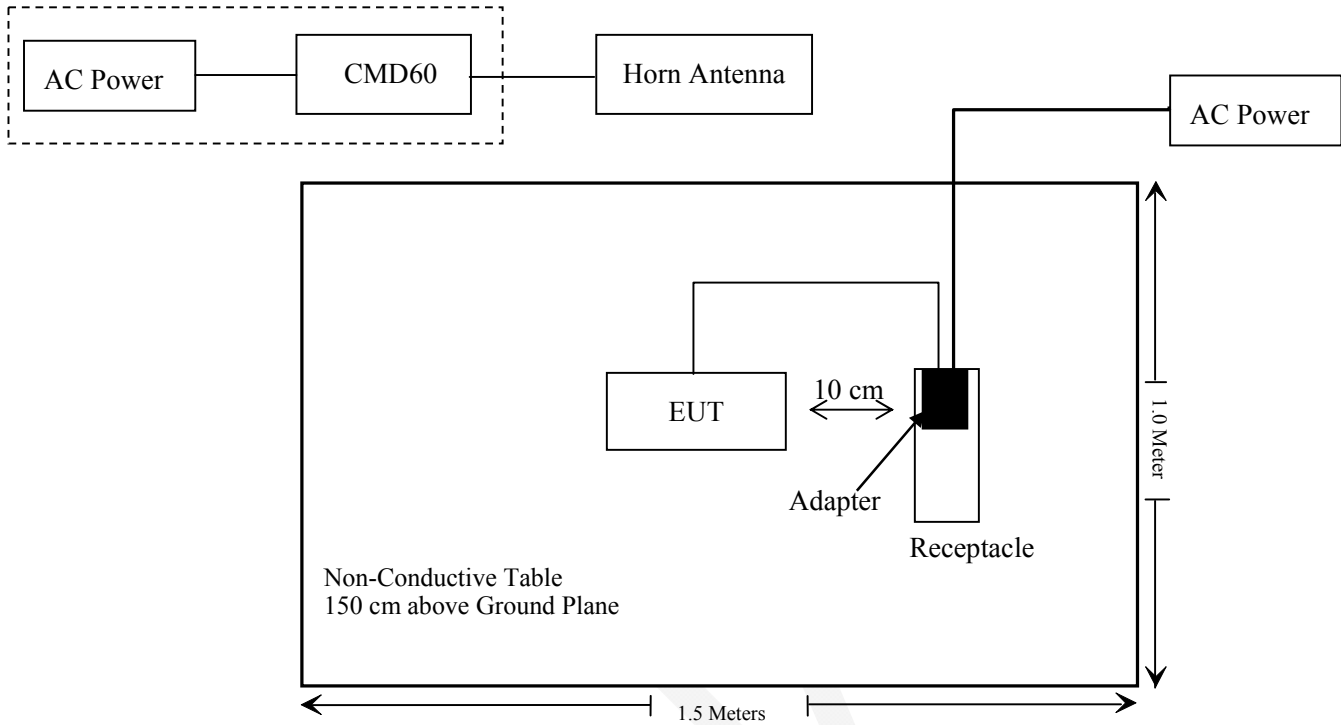 AC Power
CMD60
Horn Antenna
AC Power
EUT
10 cm
Adapter
Receptacle
1.0 Meter
Non-Conductive Table
150 cm above Ground Plane
1.5 Meters